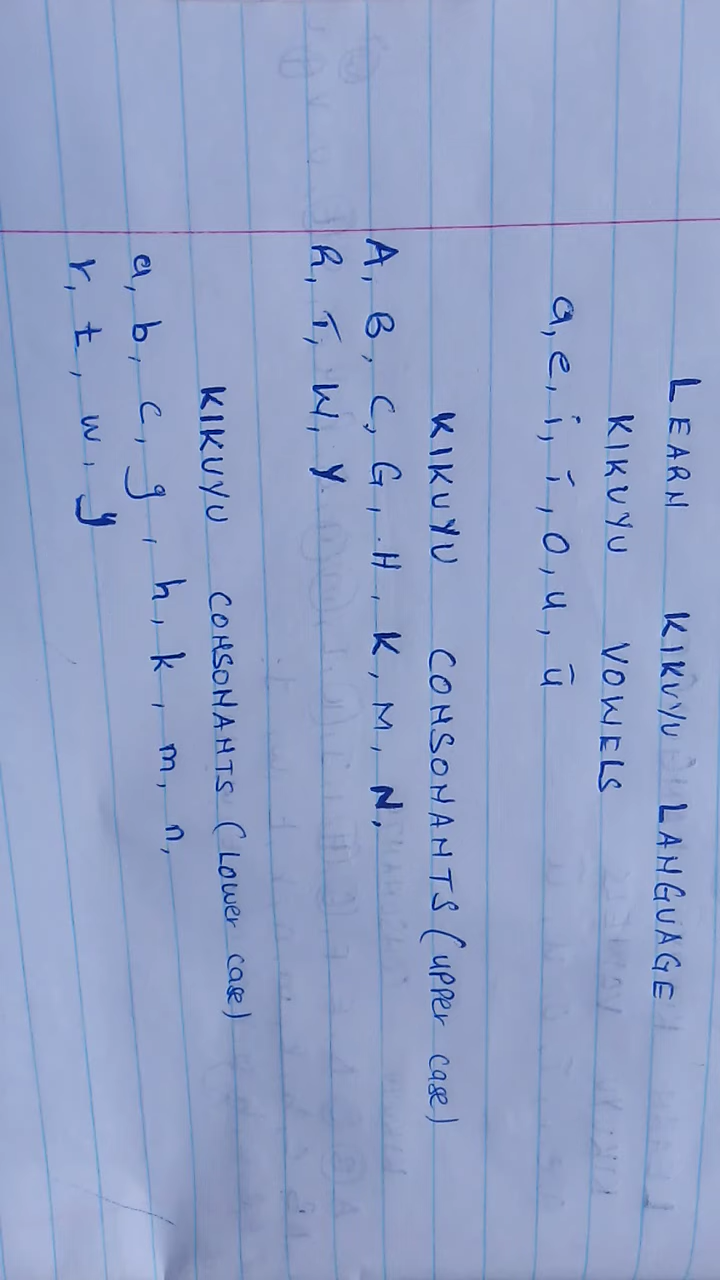 LEARN KIKUYU LANGUAGE
KIKUYU VOWELS
a, e, i, ī, o, u, ū
KIKUYU CONSONANTS (upper case)
A, B, C, G, H, K, M, N,
R, T, W, Y.
KIKUYU CONSONANTS (Lower case)
a, b, c, g, h, k, m, n,
r, t, w, y